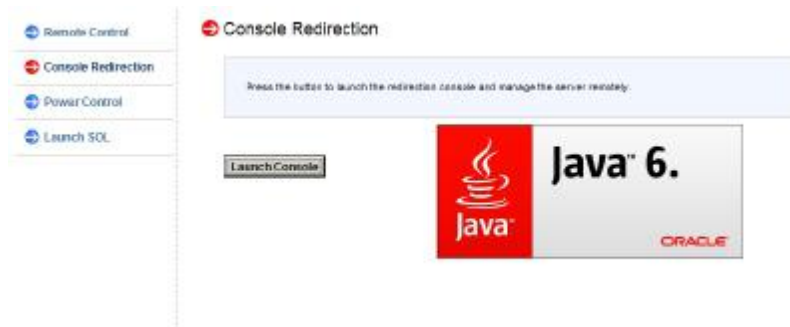 Remote Control
Console Redirection
Power Control
Launch SOL
Console Redirection
Press the button to launch the redirection console and manage the server remotely.
Launch Console
Java
Java™ 6.
ORACLE